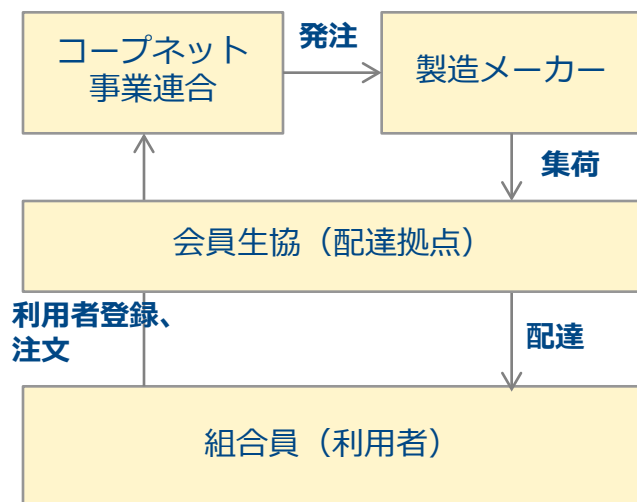 コープネット
事業連合
発注
製造メーカー
集荷
会員生協（配達拠点）
利用者登録、
注文
配達
組合員（利用者）